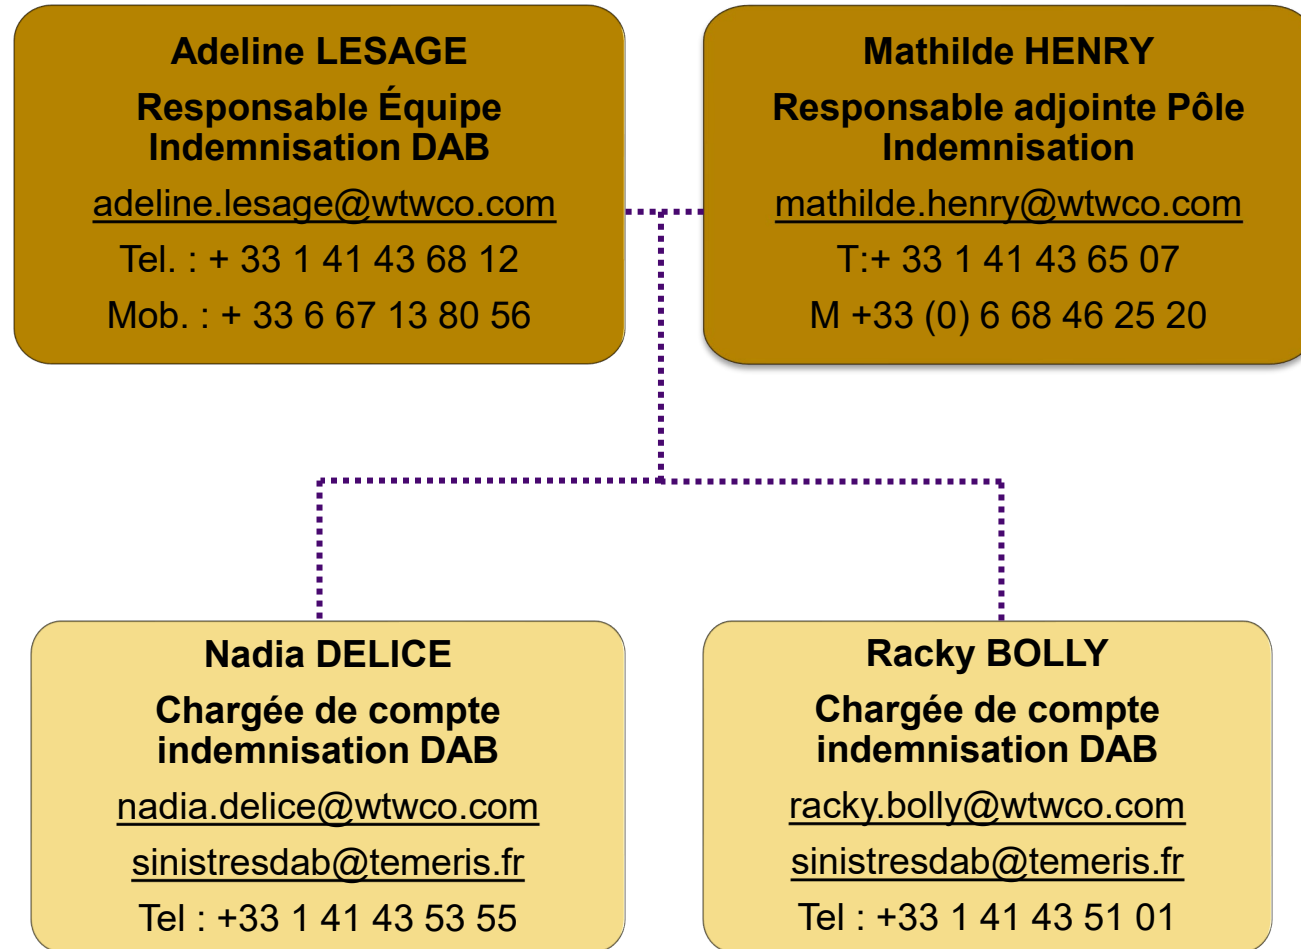 Adeline LESAGE
Responsable Équipe
Indemnisation DAB
adeline.lesage@wtwco.com
Tel. : + 33 1 41 43 68 12
Mob. : + 33 6 67 13 80 56
Mathilde HENRY
Responsable adjointe Pôle
Indemnisation
mathilde.henry@wtwco.com
T:+ 33 1 41 43 65 07
M +33 (0) 6 68 46 25 20
Nadia DELICE
Chargée de compte
indemnisation DAB
nadia.delice@wtwco.com
sinistresdab@temeris.fr
Tel : +33 1 41 43 53 55
Racky BOLLY
Chargée de compte
indemnisation DAB
racky.bolly@wtwco.com
sinistresdab@temeris.fr
Tel : +33 1 41 43 51 01